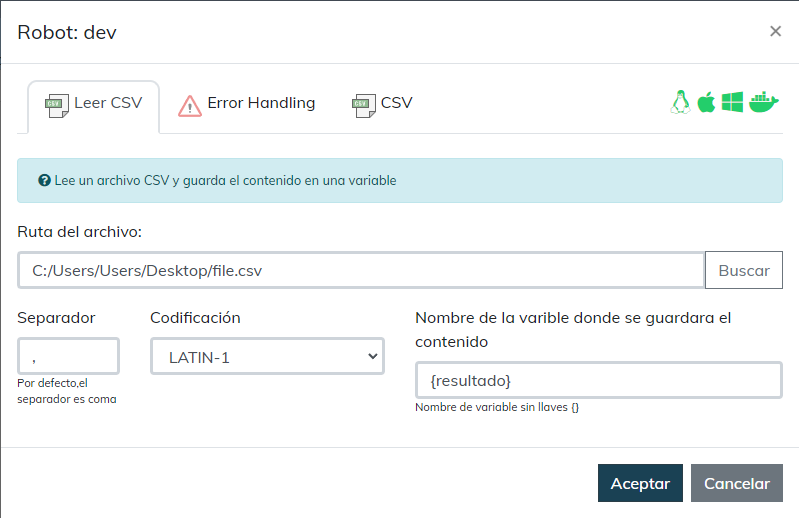 Robot: dev
×
Leer CSV
Error Handling
CSV
Lee un archivo CSV y guarda el contenido en una variable
Ruta del archivo:
C:/Users/Users/Desktop/file.csv
Buscar
Separador
Codificación
Nombre de la varible donde se guardara el
contenido
,
LATIN-1
{resultado}
Por defecto,el
separador es coma
Nombre de variable sin llaves {}
Aceptar
Cancelar